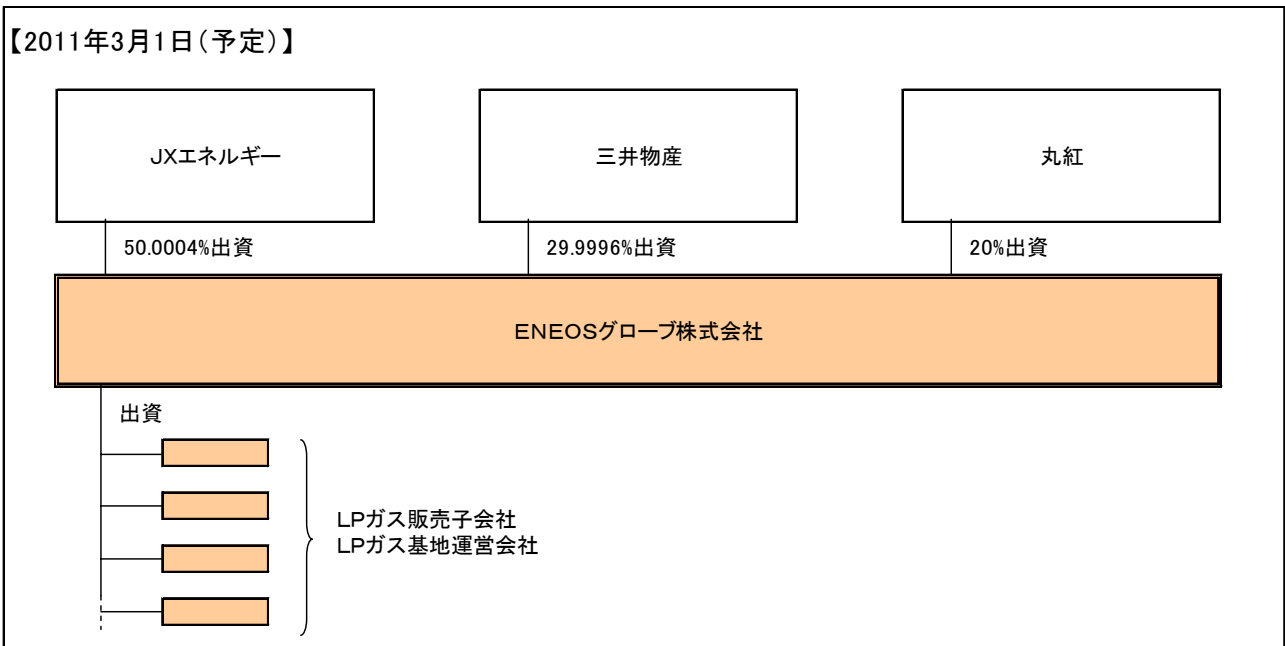 【2011年3月1日(予定)】
JXエネルギー
三井物産
丸紅
50.0004%出資
29.9996%出資
20%出資
ENEOSグローブ株式会社
出資
LPガス販売子会社
LPガス基地運営会社